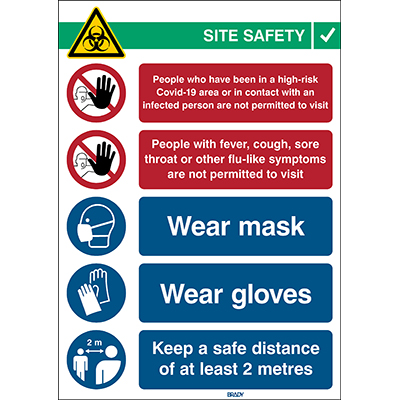 SITE SAFETY
People who have been in a high-risk
Covid-19 area or in contact with an
infected person are not permitted to visit
People with fever, cough, sore
throat or other flu-like symptoms
are not permitted to visit
Wear mask
Wear gloves
2 m
Keep a safe distance
of at least 2 metres
BRADY